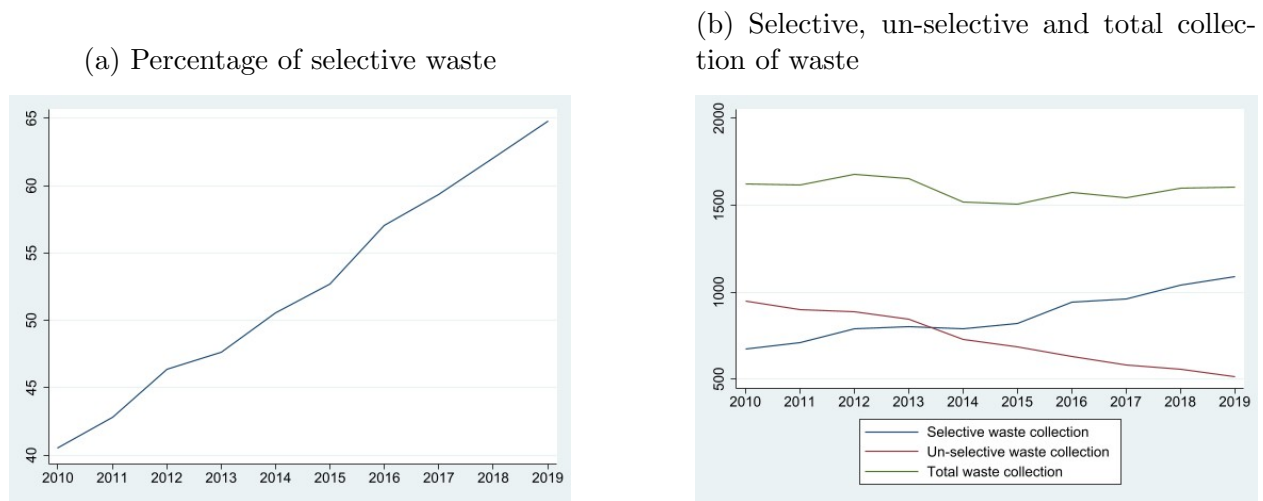 (a) Percentage of selective waste
65
60
55
50
45
40
2010 2011 2012 2013 2014 2015 2016 2017 2018 2019
(b) Selective, un-selective and total collec-
tion of waste
2000
1500
1000
500
2010 2011 2012 2013 2014 2015 2016 2017 2018 2019
Selective waste collection
Un-selective waste collection
Total waste collection